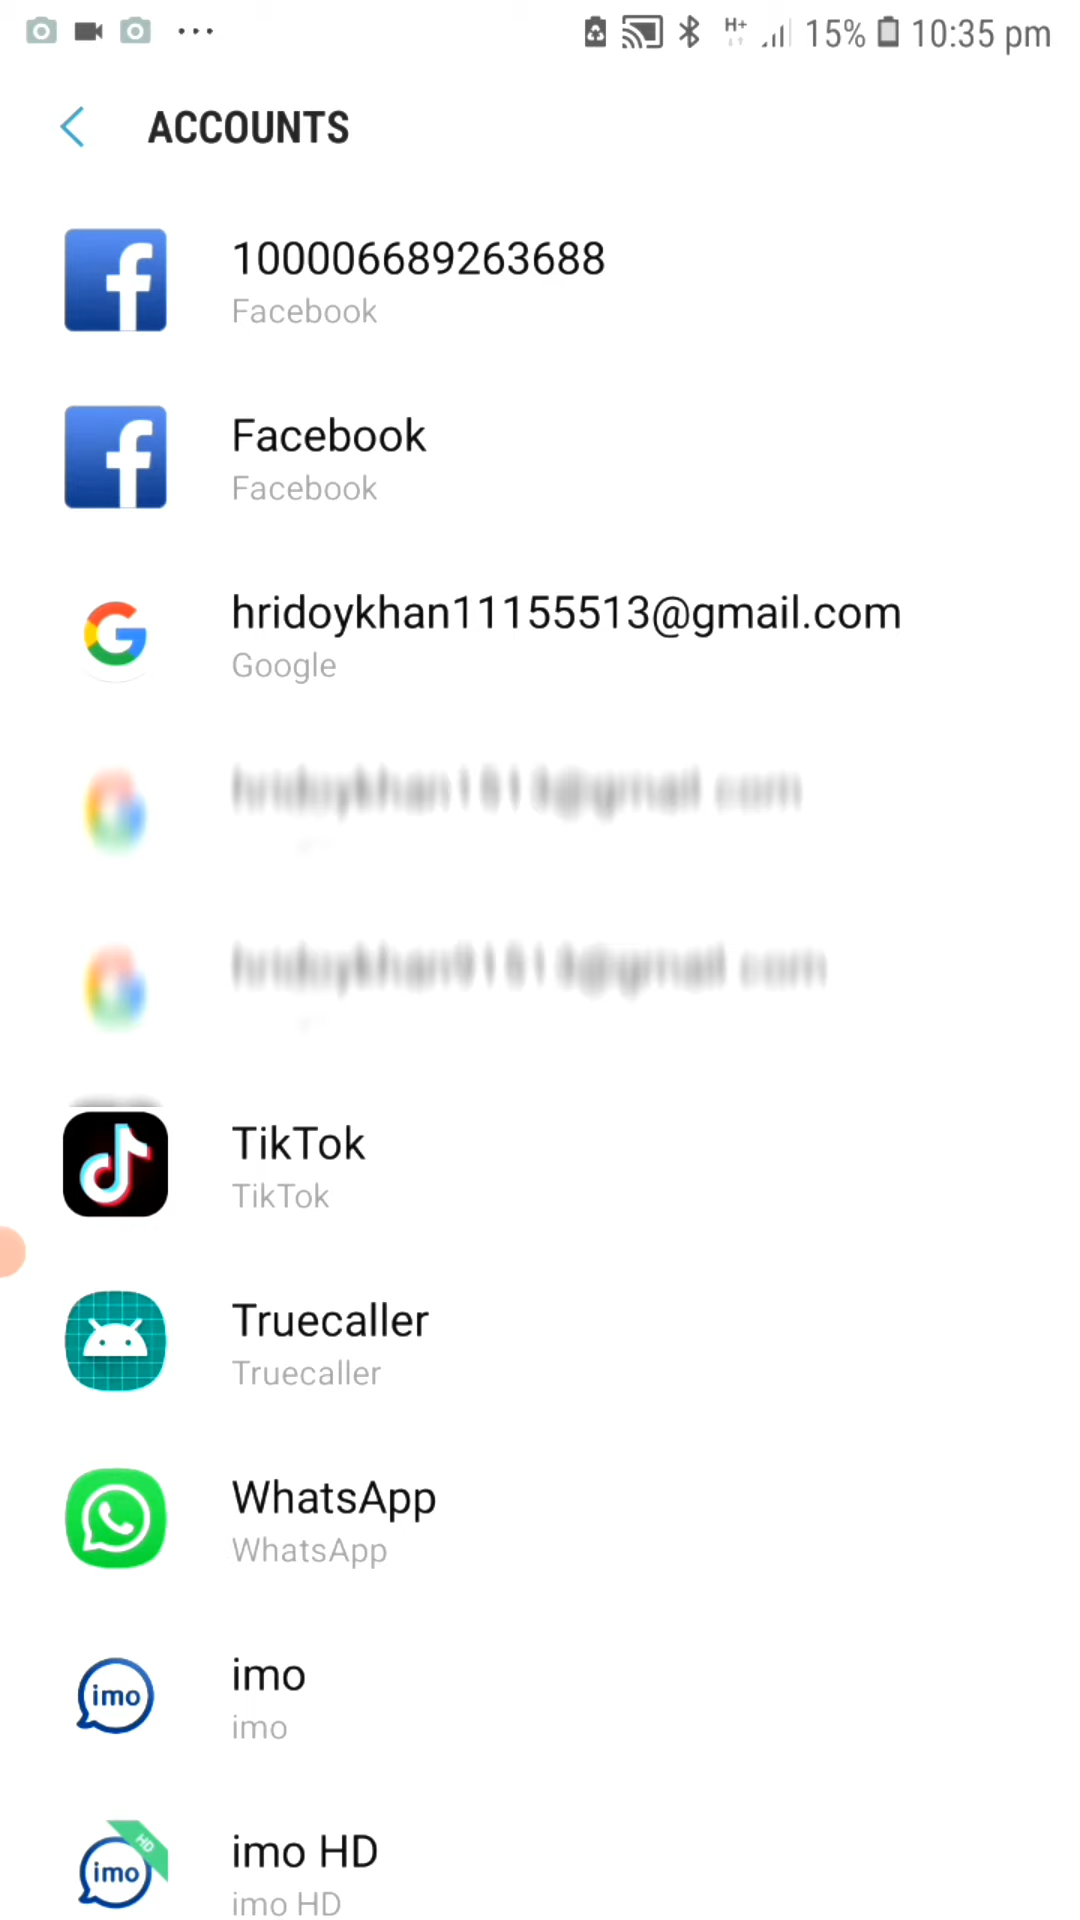 H+ 15% 10:35 pm
ACCOUNTS
100006689263688
Facebook
Facebook
Facebook
hridoykhan11155513@gmail.com
Google
TikTok
TikTok
Truecaller
Truecaller
WhatsApp
WhatsApp
imo
imo
imo
HD
imo
imo HD
imo HD